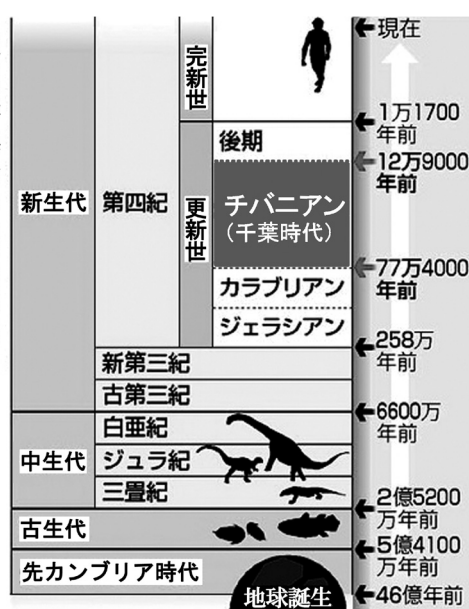 ←現在
完新世
←1万1700
年前
後期
←12万9000
年前
新生代
第四紀
更新世
チバニアン
(千葉時代)
←77万4000
年前
カラブリアン
ジェラシアン
←258万
年前
新第三紀
古第三紀
←6600万
年前
中生代
白亜紀
ジュラ紀
三畳紀
←2億5200
万年前
古生代
←5億4100
万年前
先カンブリア時代
地球誕生
←46億年前